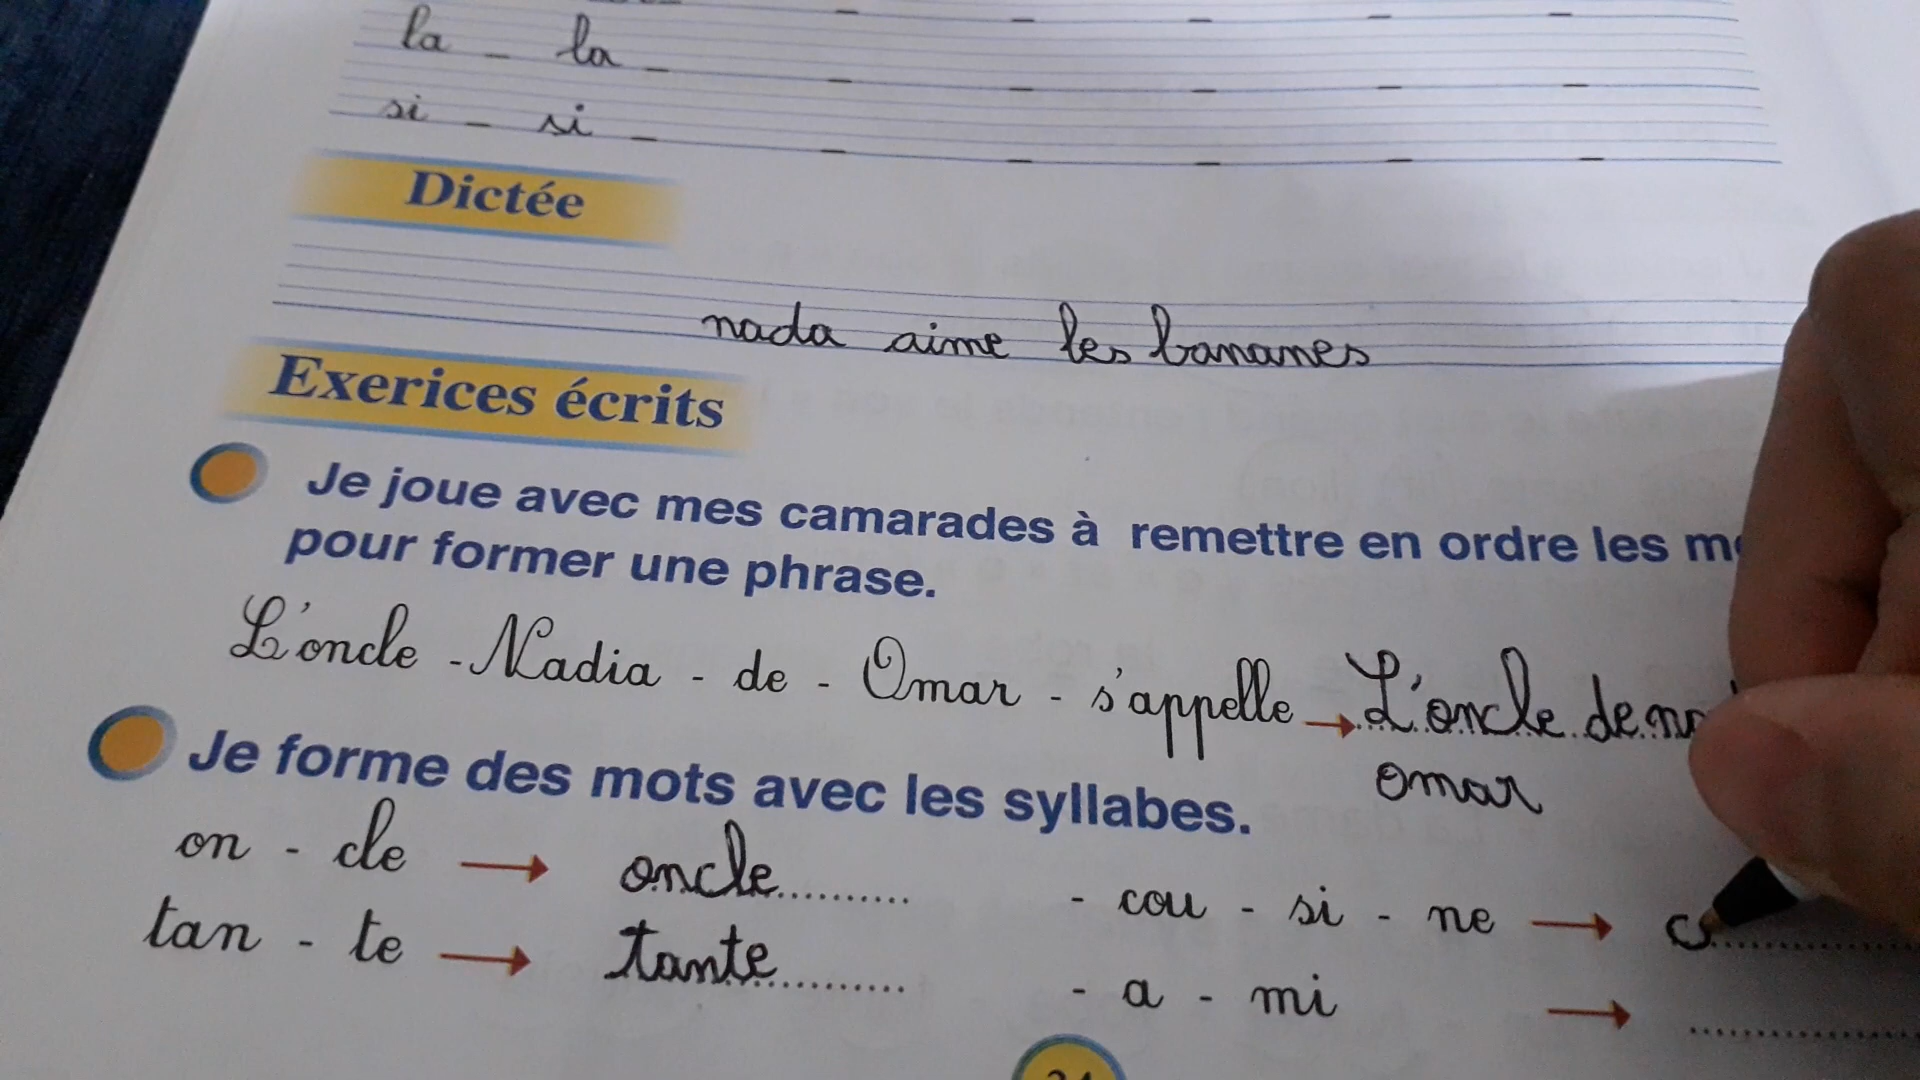 la - la -
si - si -
Dictée
nada aime les bananes
Exerices écrits
Je joue avec mes camarades à remettre en ordre les
pour former une phrase.
L'oncle - Nadia - de - Omar - s'appelle → L'oncle de
omar
Je forme des mots avec les syllabes.
on - cle → oncle
- cou - si - ne →
tan - te → tante
- a - mi →